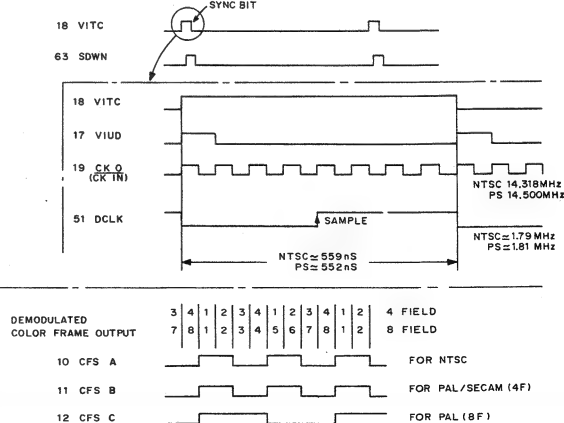 SYNC BIT
18 VITC
63 SDWN
18 VITC
17 VIUD
19 CK O
(CK IN)
NTSC 14.318MHz
PS 14.500MHz
51 DCLK
SAMPLE
NTSC≃1.79 MHz
PS≃1.81 MHz
NTSC≃559nS
PS≃552nS
DEMODULATED
COLOR FRAME OUTPUT
3 4 1 2 3 4 1 2 3 4 1 2 4 FIELD
7 8 1 2 3 4 5 6 7 8 1 2 8 FIELD
10 CFS A FOR NTSC
11 CFS B FOR PAL/SECAM (4F)
12 CFS C FOR PAL (8F)